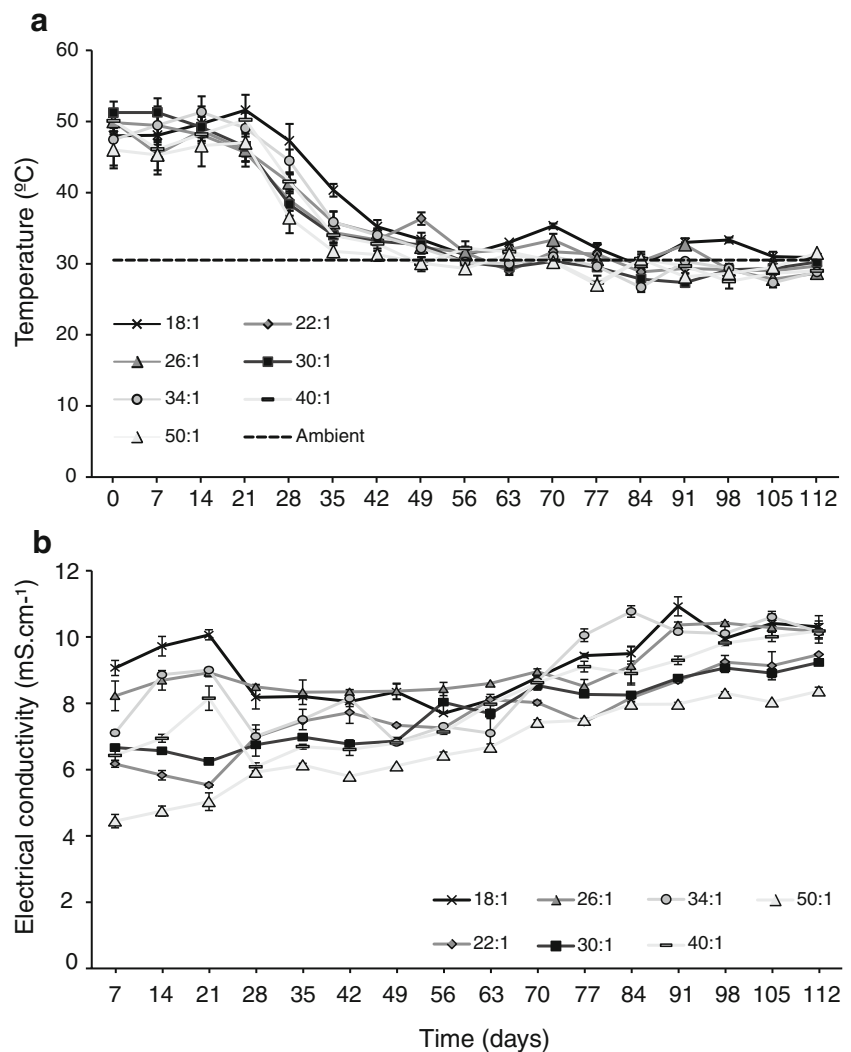 a
60
50
40
30
20
10
0
Temperature (ºC)
18:1 22:1
26:1 30:1
34:1 40:1
50:1 Ambient
0 7 14 21 28 35 42 49 56 63 70 77 84 91 98 105 112
b
12
10
8
6
4
2
0
Electrical conductivity (mS.cm-¹)
18:1 26:1 34:1 50:1
22:1 30:1 40:1
7 14 21 28 35 42 49 56 63 70 77 84 91 98 105 112
Time (days)